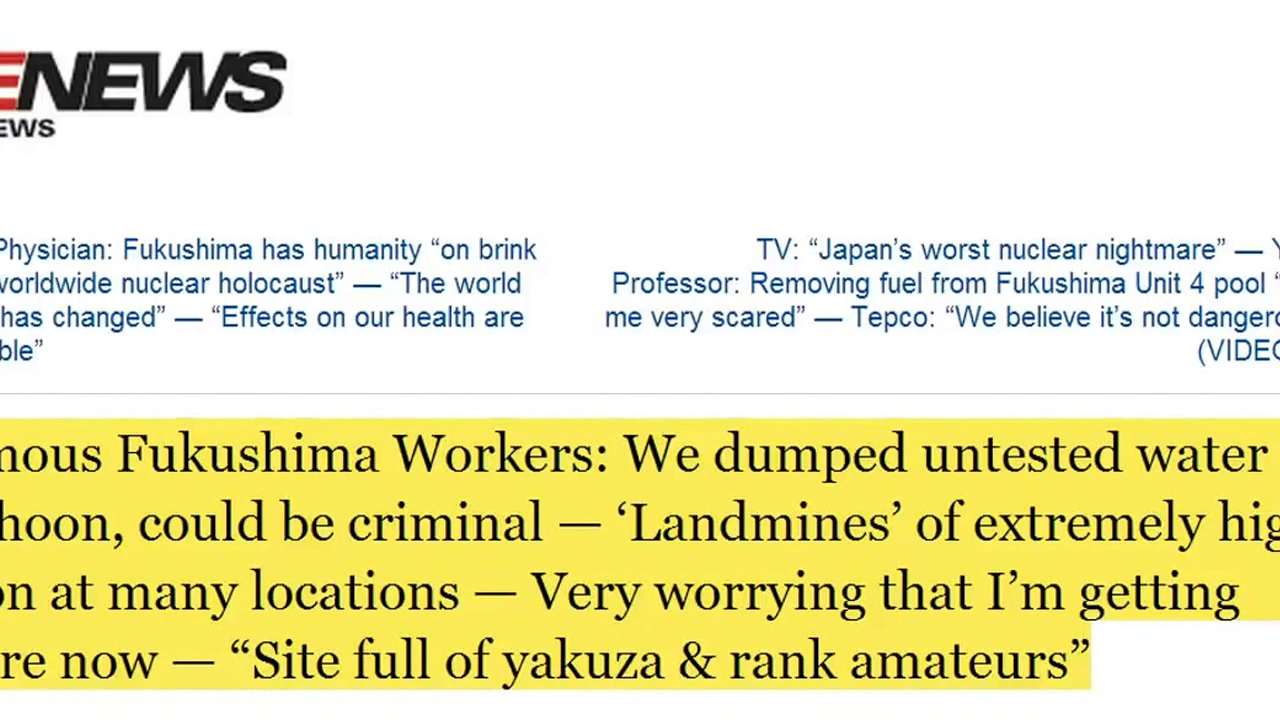 ENEWS
EWS
Physician: Fukushima has humanity “on brink
worldwide nuclear holocaust” — “The world
has changed” — “Effects on our health are
ble”
TV: “Japan’s worst nuclear nightmare” — Y
Professor: Removing fuel from Fukushima Unit 4 pool “
me very scared” — Tepco: “We believe it’s not dangero
(VIDEO
mous Fukushima Workers: We dumped untested water
hoon, could be criminal — ‘Landmines’ of extremely hig
on at many locations — Very worrying that I’m getting
re now — “Site full of yakuza & rank amateurs”